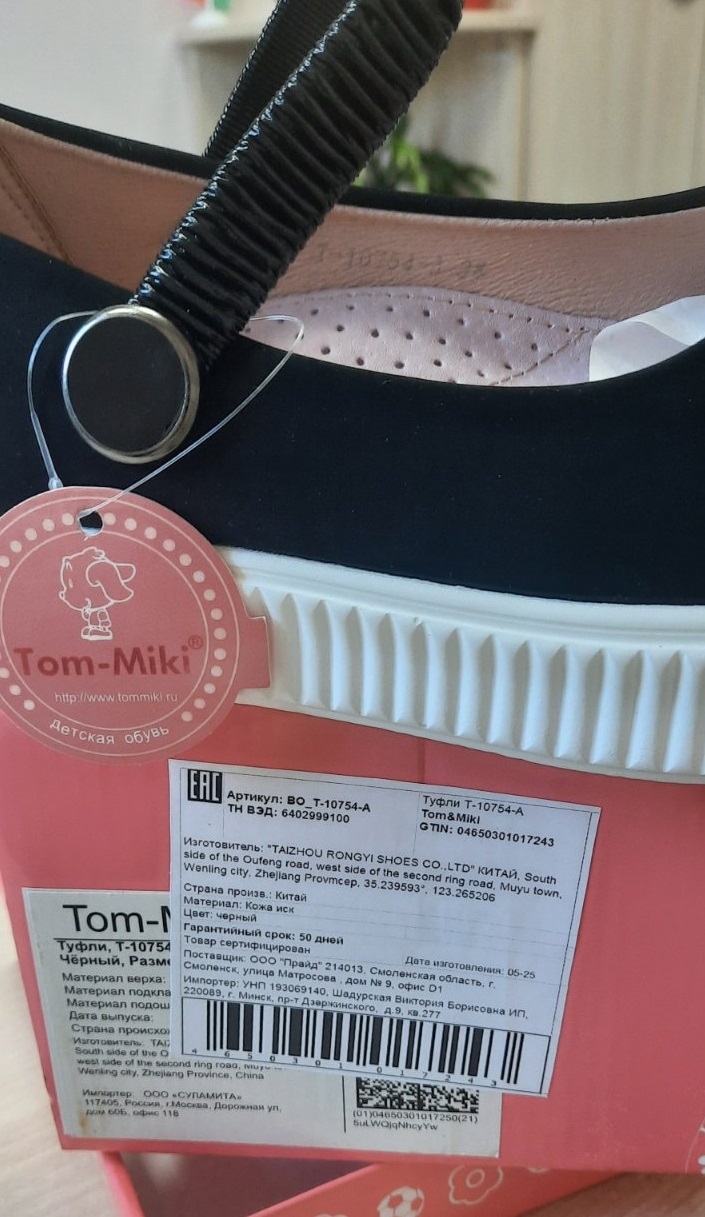 T-10754-
Tom-Miki®
http://www.tommiki.ru
детская обувь
EAC
Артикул: BO_T-10754-A
ТН ВЭД: 6402999100
Туфли T-10754-A
Tom&Miki
GTIN: 04650301017243
Изготовитель: "TAIZHOU RONGYI SHOES CO.,LTD" КИТАЙ, South
side of the Oufeng road, west side of the second ring road, Muyu town,
Wenling city, Zhejiang Provmcep, 35.239593°, 123.265206
Страна произв.: Китай
Материал: Кожа иск
Цвет: черный
Гарантийный срок: 50 дней
Товар сертифицирован
Дата изготовления: 05-25
Поставщик: ООО "Прайд" 214013, Смоленская область, г.
Смоленск, улица Матросова , дом № 9, офис D1
Импортер: УНП 193069140, Шадурская Виктория Борисовна ИП,
220089, г. Минск, пр-т Дзержинского, д.9, кв.277
4650301017243
Tom-M
Туфли, T-10754
Чёрный, Разме
Материал верха:
Материал подкла
Материал подош
Дата выпуска:
Страна происхо
Изготовитель: TAI
South side of the O
west side of the second ring road, Muyu
Wenling city, Zhejiang Province, China
Импортер: ООО «СУЛАМИТА»
117405, Россия, г.Москва, Дорожная ул,
дом 60Б, офис 118
(01)04650301017250(21)
5uLWQjqNhcyYw